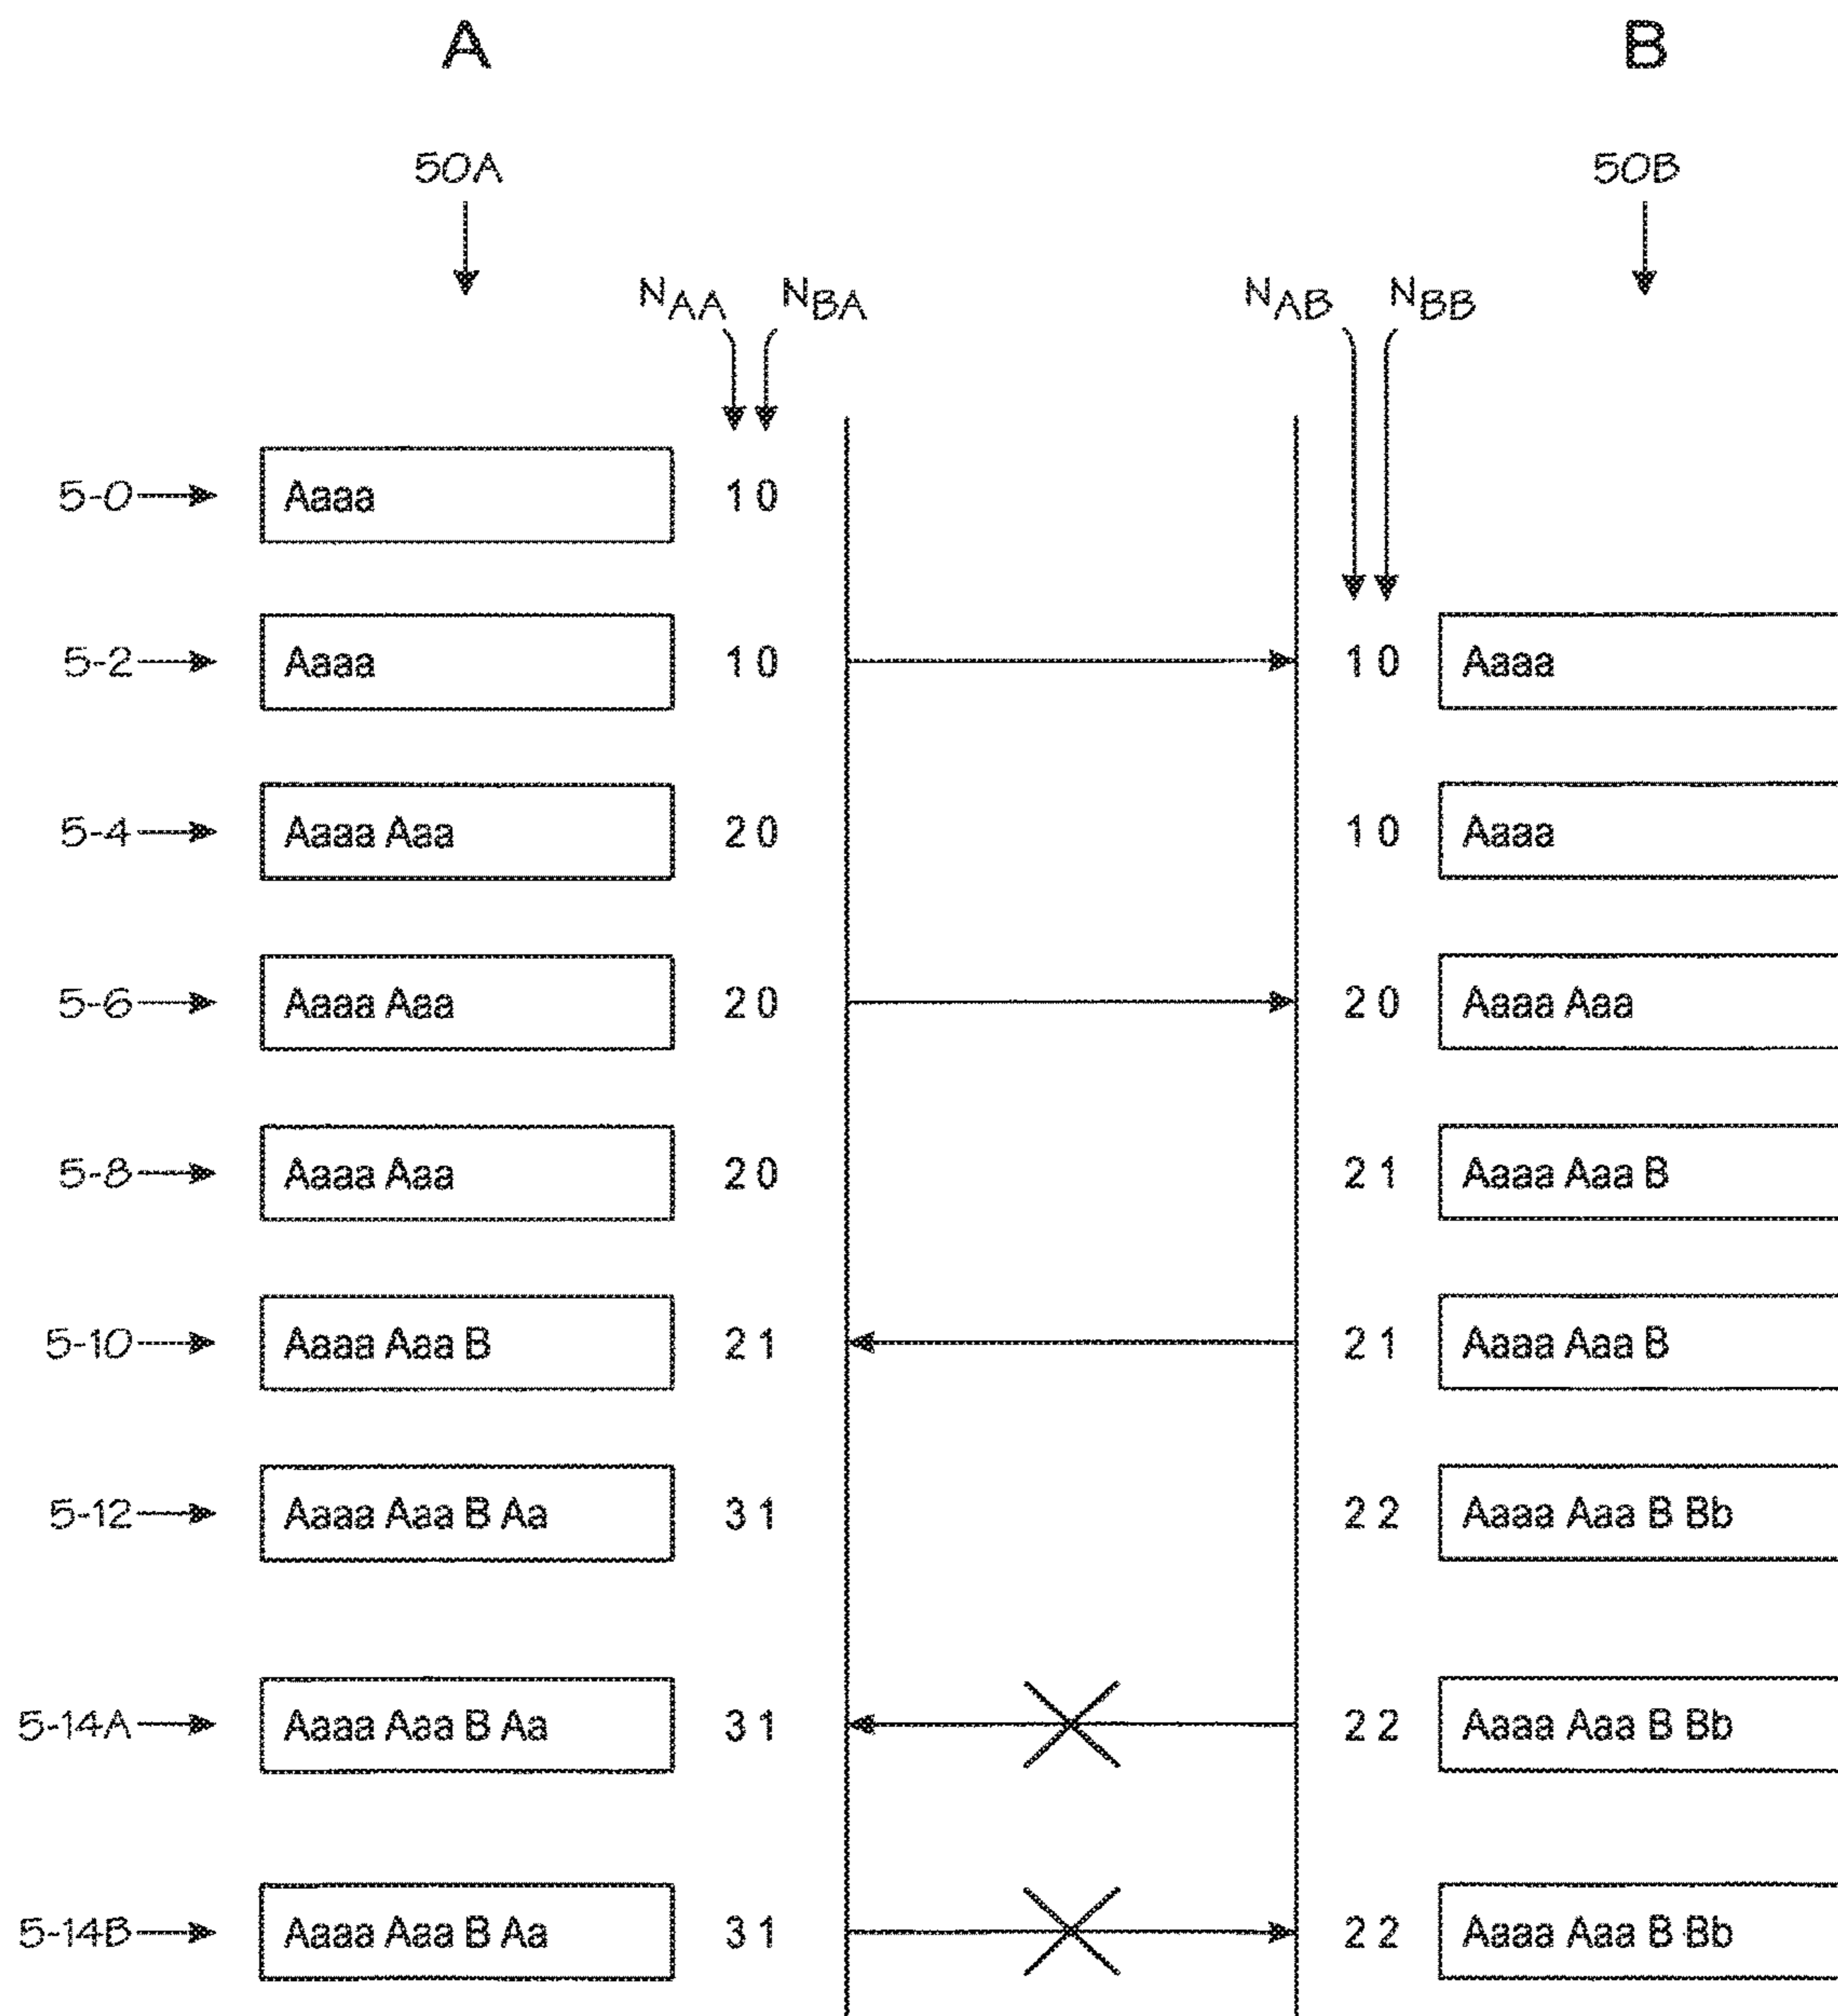 A B
50A 50B
NAA NBA NAB NBB
5-0 Aaaa 1 0
5-2 Aaaa 1 0 1 0 Aaaa
5-4 Aaaa Aaa 2 0 1 0 Aaaa
5-6 Aaaa Aaa 2 0 2 0 Aaaa Aaa
5-8 Aaaa Aaa 2 0 2 1 Aaaa Aaa B
5-10 Aaaa Aaa B 2 1 2 1 Aaaa Aaa B
5-12 Aaaa Aaa B Aa 3 1 2 2 Aaaa Aaa B Bb
5-14A Aaaa Aaa B Aa 3 1 2 2 Aaaa Aaa B Bb
5-14B Aaaa Aaa B Aa 3 1 2 2 Aaaa Aaa B Bb